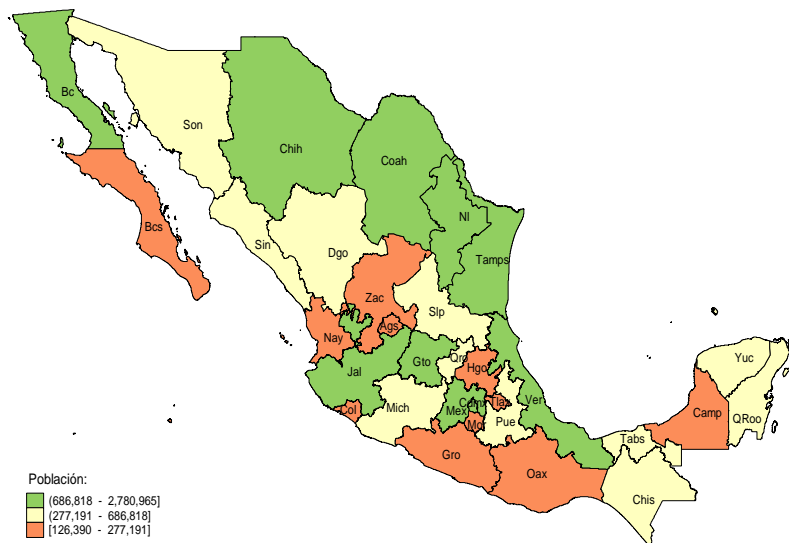 Bc
Son
Chih
Coah
Nl
Bcs
Sin
Dgo
Tamps
Zac
Slp
Nay
Ags
Jal
Gto
Qro
Hgo
Yuc
Col
Mich
Mex
Cdmx
Tlax
Ver
Camp
QRoo
Mor
Pue
Tabs
Gro
Oax
Chis
Población:
(686,818 - 2,780,965]
(277,191 - 686,818]
[126,390 - 277,191]